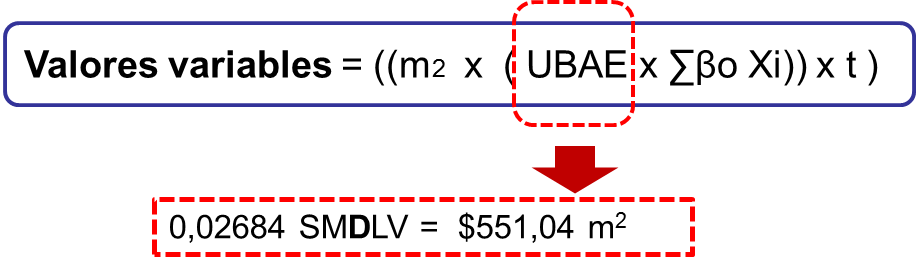 Valores variables = ((m2 x ( UBAE x ∑βo Xi)) x t )
0,02684 SMDLV = $551,04 m²